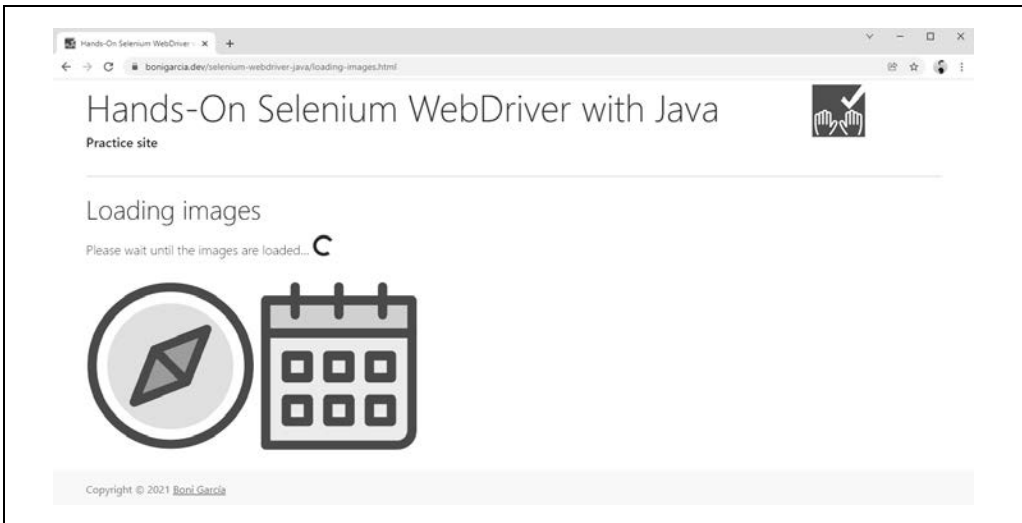 Hands-On Selenium WebDriver -
bonigarcia.dev/selenium-webdriver-java/loading-images.html
Hands-On Selenium WebDriver with Java
Practice site
Loading images
Please wait until the images are loaded...
Copyright © 2021 Boni García